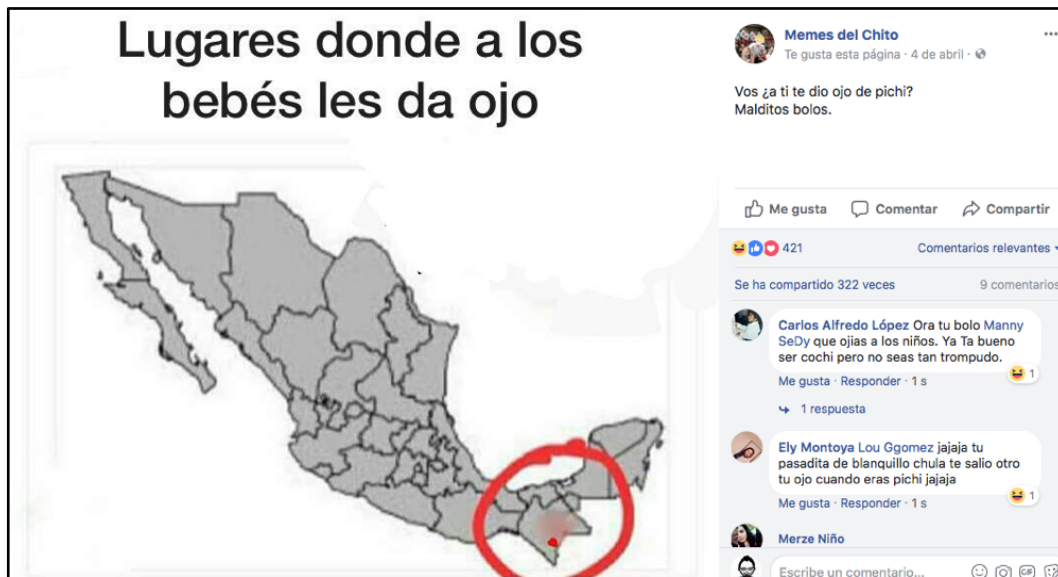 Lugares donde a los
bebés les da ojo
Memes del Chito
Te gusta esta página · 4 de abril ·
Vos ¿a ti te dio ojo de pichi?
Malditos bolos.
Me gusta Comentar Compartir
421 Comentarios relevantes
Se ha compartido 322 veces 9 comentarios
Carlos Alfredo López Ora tu bolo Manny
SeDy que ojias a los niños. Ya Ta bueno
ser cochi pero no seas tan trompudo.
1
Me gusta · Responder · 1 s
1 respuesta
Ely Montoya Lou Ggomez jajaja tu
pasadita de blanquillo chula te salio otro
tu ojo cuando eras pichi jajaja
1
Me gusta · Responder · 1 s
Merze Niño
Escribe un comentario... GIF